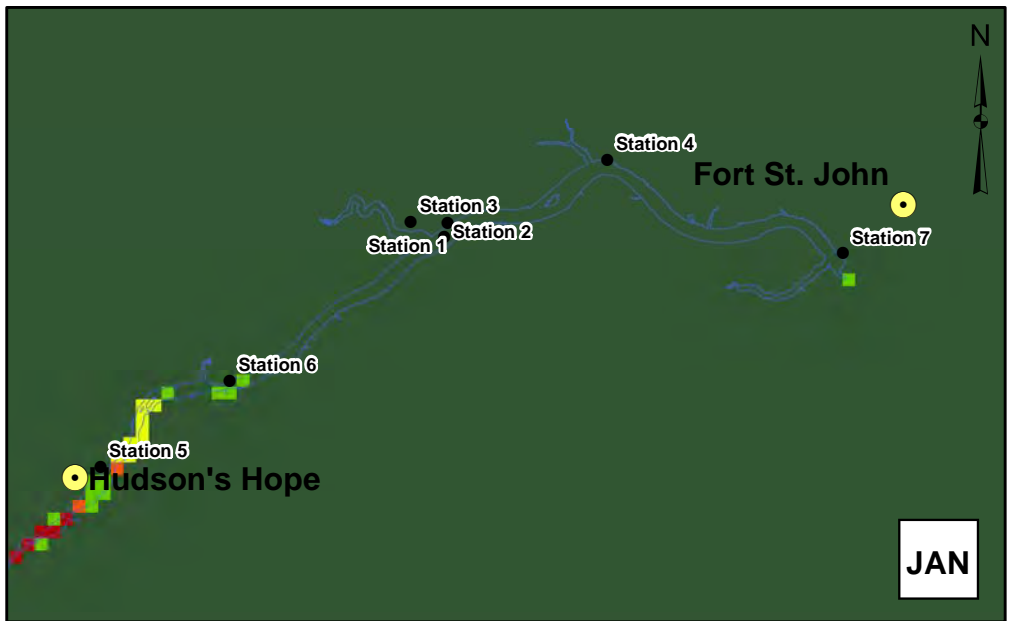 N
Station 4
Fort St. John
Station 3
Station 2
Station 1
Station 7
Station 6
Station 5
Hudson's Hope
JAN